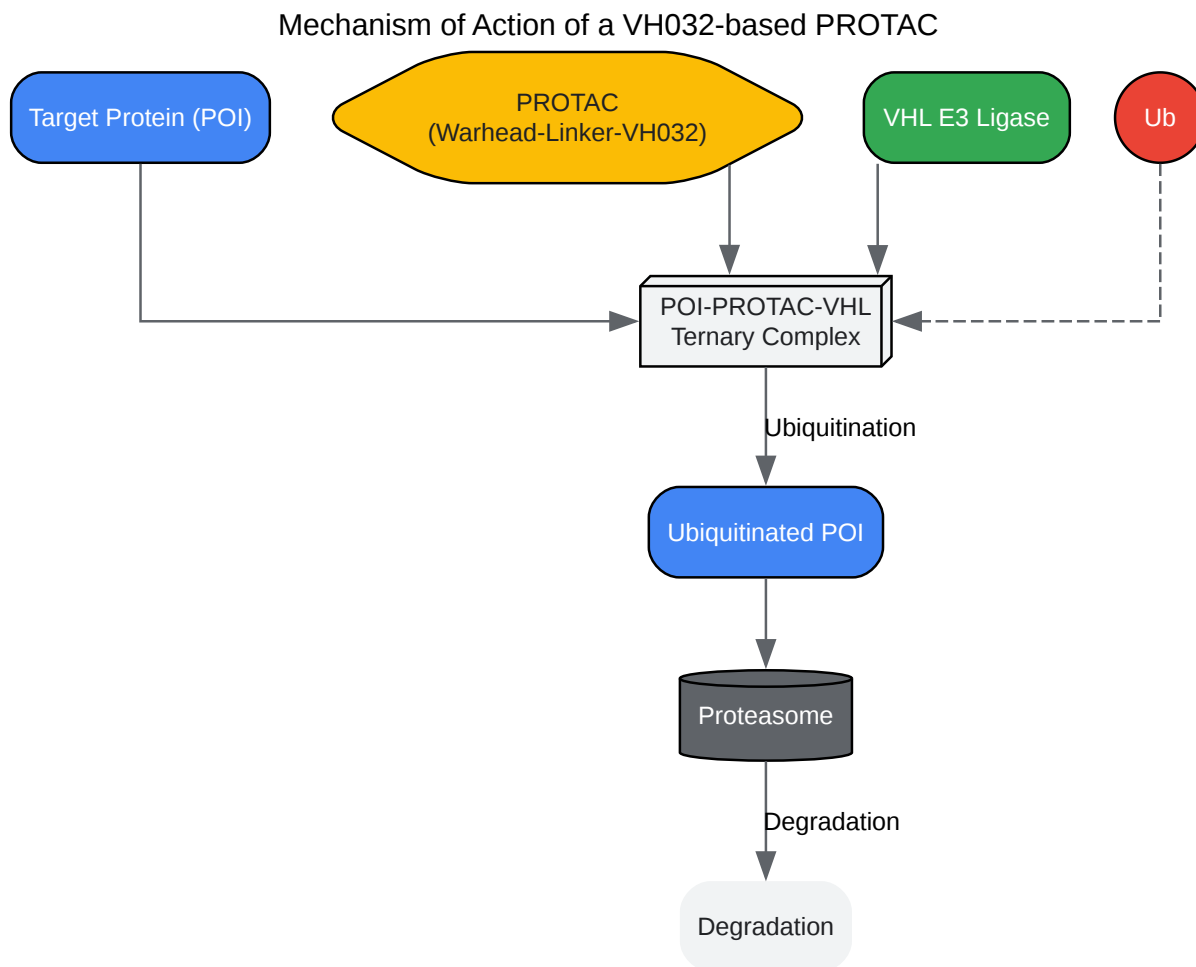 Mechanism of Action of a VH032-based PROTAC
Target Protein (POI)
PROTAC
(Warhead-Linker-VH032)
VHL E3 Ligase
Ub
POI-PROTAC-VHL
Ternary Complex
Ubiquitination
Ubiquitinated POI
Proteasome
Degradation
Degradation